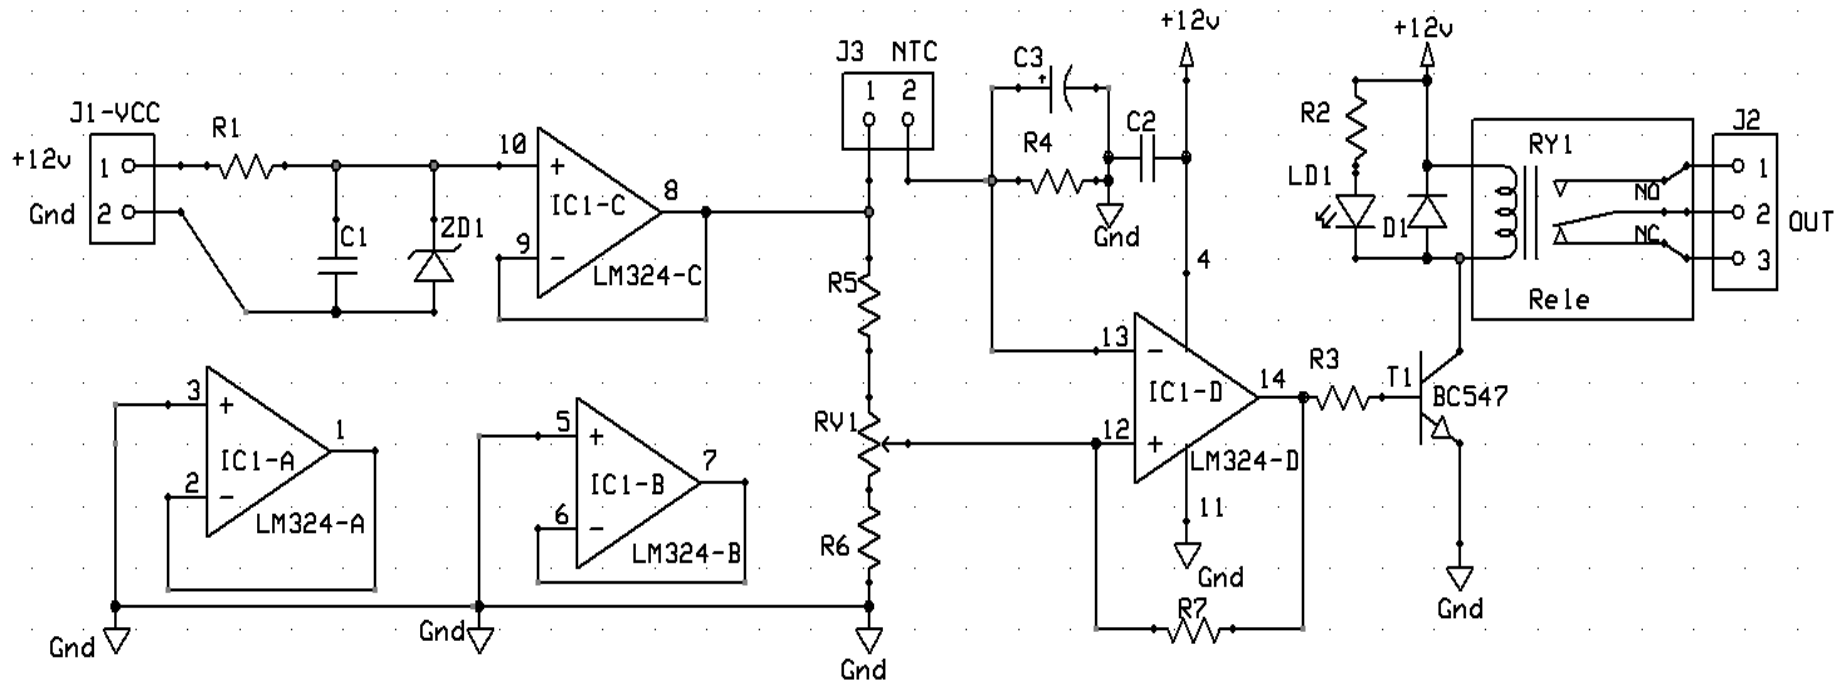 J1-VCC
+12v
1
Gnd
2
R1
C1
ZD1
10
+
IC1-C
8
9
-
LM324-C
J3 NTC
1 2
C3
+
R4
C2
Gnd
+12v
4
+12v
R2
LD1
D1
RY1
NO
NC
Rele
J2
1
2
3
OUT
R5
RV1
R6
Gnd
13
-
IC1-D
14
12
+
LM324-D
11
Gnd
R7
R3
T1
BC547
Gnd
3
+
IC1-A
1
2
-
LM324-A
Gnd
5
+
IC1-B
7
6
-
LM324-B
Gnd